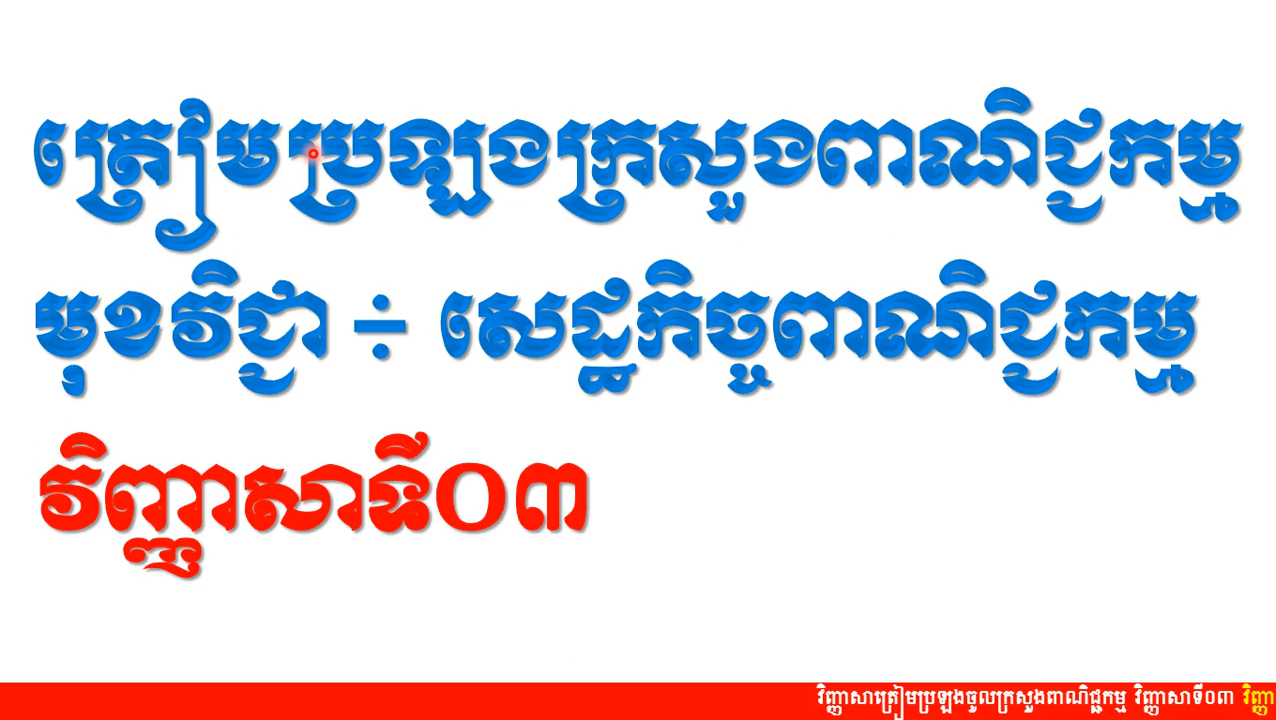 ត្រៀមប្រឡងក្រសួងពាណិជ្ជកម្ម
មុខវិជ្ជា ÷ សេដ្ឋកិច្ចពាណិជ្ជកម្ម
វិញ្ញាសាទី០៣
វិញ្ញាសាត្រៀមប្រឡងចូលក្រសួងពាណិជ្ជកម្ម វិញ្ញាសាទី០៣ វិញ្ញា